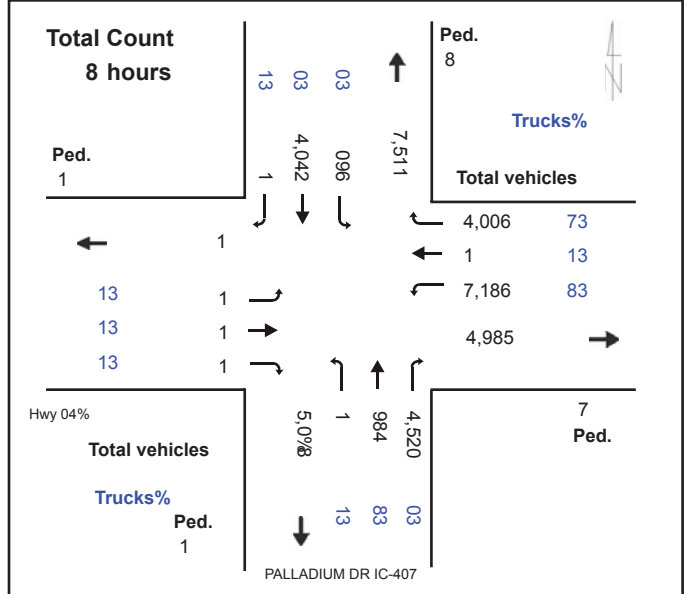 Total Count
8 hours
Ped.
8
N
Trucks%
13 03 03
4,042 096 7,511
1
Ped.
1
Total vehicles
4,006 73
1 13
7,186 83
4,985
1
13 1
13 1
13 1
Hwy 04%
1 984 4,520
7
Ped.
Total vehicles
Trucks%
13 83 03
Ped.
1
PALLADIUM DR IC-407